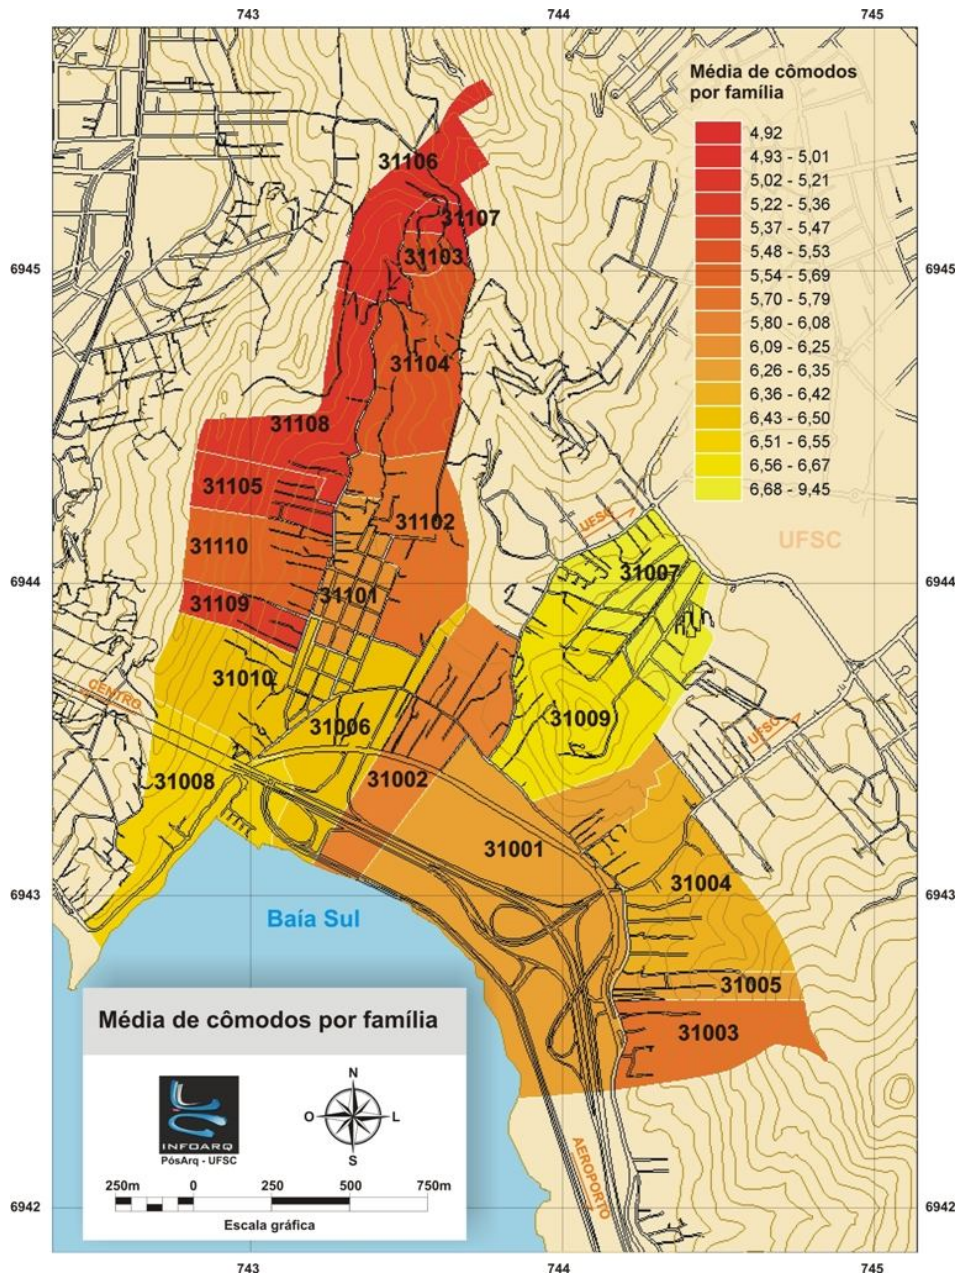 743
744
745
Média de cômodos
por família
4,92
4,93 - 5,01
5,02 - 5,21
5,22 - 5,36
5,37 - 5,47
5,48 - 5,53
5,54 - 5,69
5,70 - 5,79
5,80 - 6,08
6,09 - 6,25
6,26 - 6,35
6,36 - 6,42
6,43 - 6,50
6,51 - 6,55
6,56 - 6,67
6,68 - 9,45
31106
31107
31103
6945
6945
31104
31108
31105
31102
UFSC
UFSC
31110
31007
6944
6944
31101
31109
31010
CENTRO
31009
31006
UFSC
31008
31002
31001
31004
6943
6943
Baía Sul
31005
31003
Média de cômodos por família
N
O
L
S
INFOARQ
PósArq - UFSC
250m
0
250
500
750m
Escala gráfica
AEROPORTO
6942
6942
743
744
745